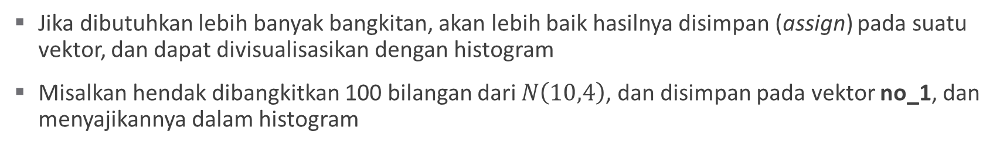 ▪ Jika dibutuhkan lebih banyak bangkitan, akan lebih baik hasilnya disimpan (assign) pada suatu
vektor, dan dapat divisualisasikan dengan histogram
▪ Misalkan hendak dibangkitkan 100 bilangan dari N(10,4), dan disimpan pada vektor no_1, dan
menyajikannya dalam histogram